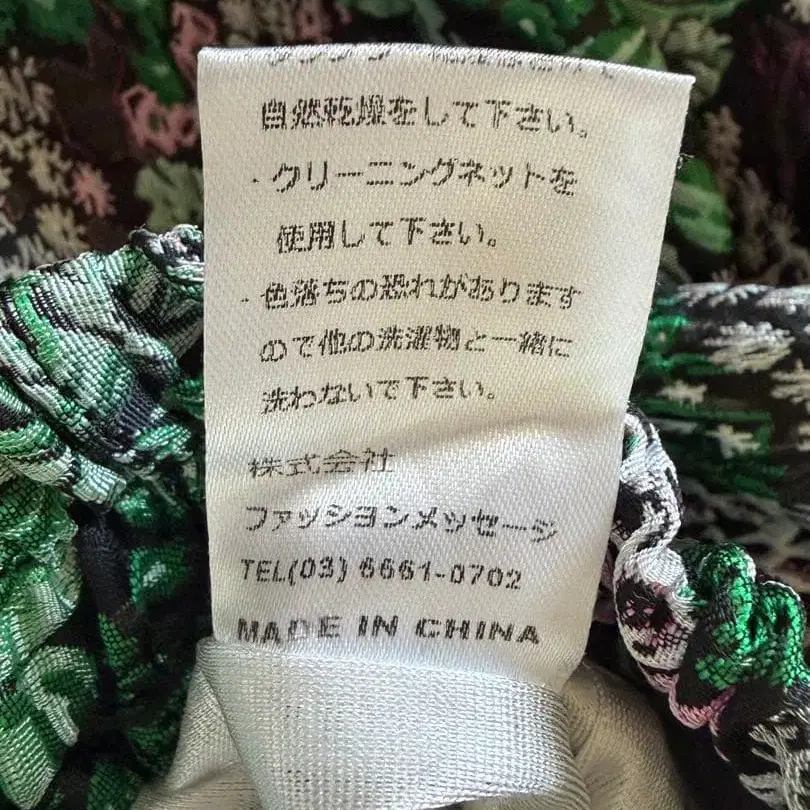 自然乾燥をして下さい。
・クリーニングネットを
使用して下さい。
・色落ちの恐れがあります
ので他の洗濯物と一緒に
洗わないで下さい。
株式会社
ファッションメッセージ
TEL(03) 6661-0702
MADE IN CHINA